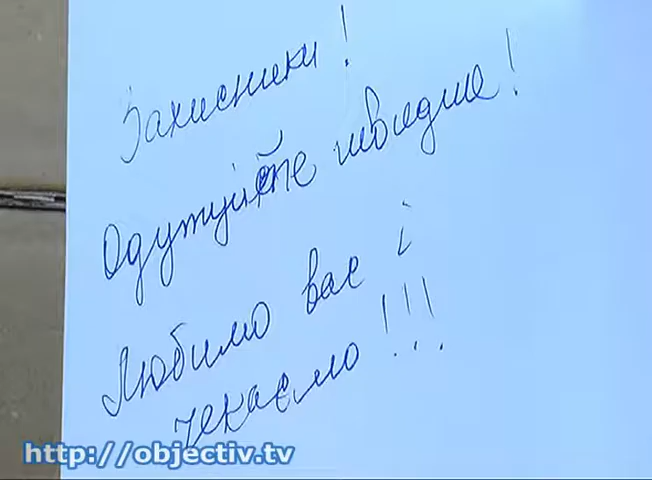 Захисники!
Одужуйте швидше!
Любимо вас і
чекаємо!!!
http://objectiv.tv